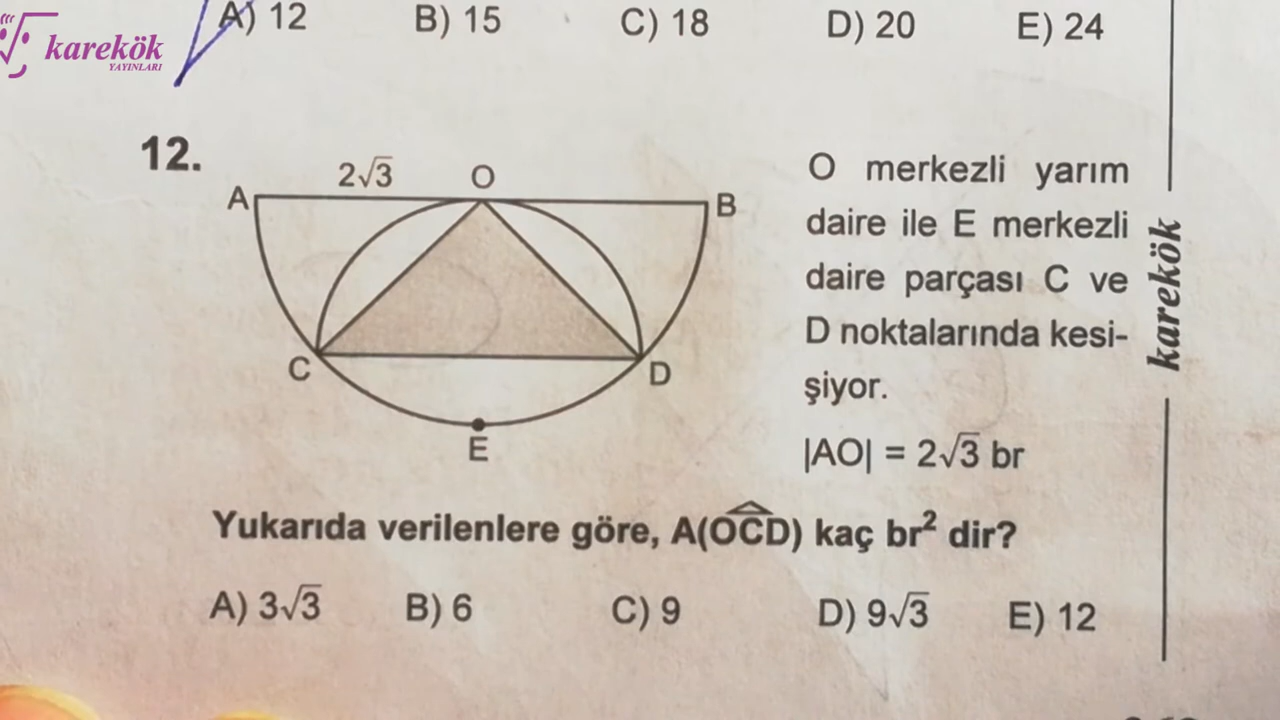 A) 12 B) 15 C) 18 D) 20 E) 24
karekök
YAYINLARI
12.
2√3
A O B
C D
E
O merkezli yarım
daire ile E merkezli
daire parçası C ve
D noktalarında kesi-
şiyor.
|AO| = 2√3 br
karekök
Yukarıda verilenlere göre, A(OĈD) kaç br² dir?
A) 3√3 B) 6 C) 9 D) 9√3 E) 12